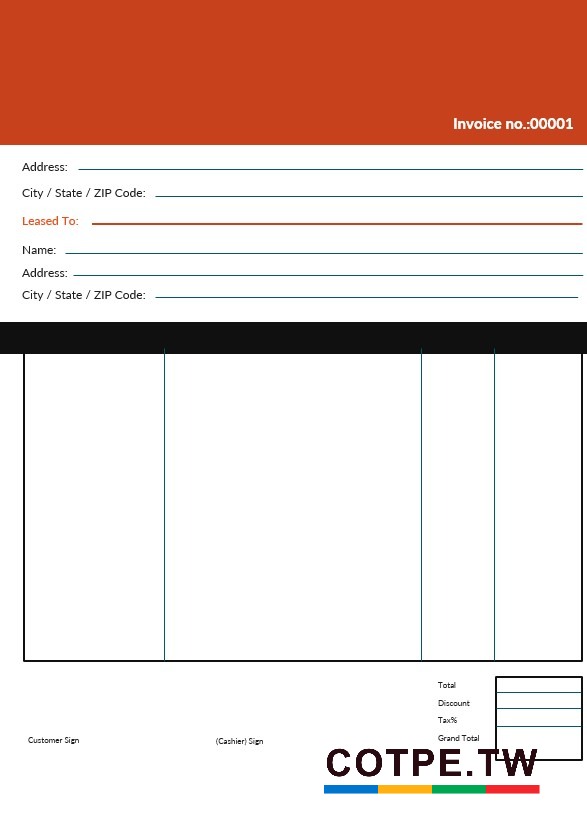 Invoice no.:00001
Address:
City / State / ZIP Code:
Leased To:
Name:
Address:
City / State / ZIP Code:
Total
Discount
Tax%
Grand Total
Customer Sign
(Cashier) Sign
COTPE.TW